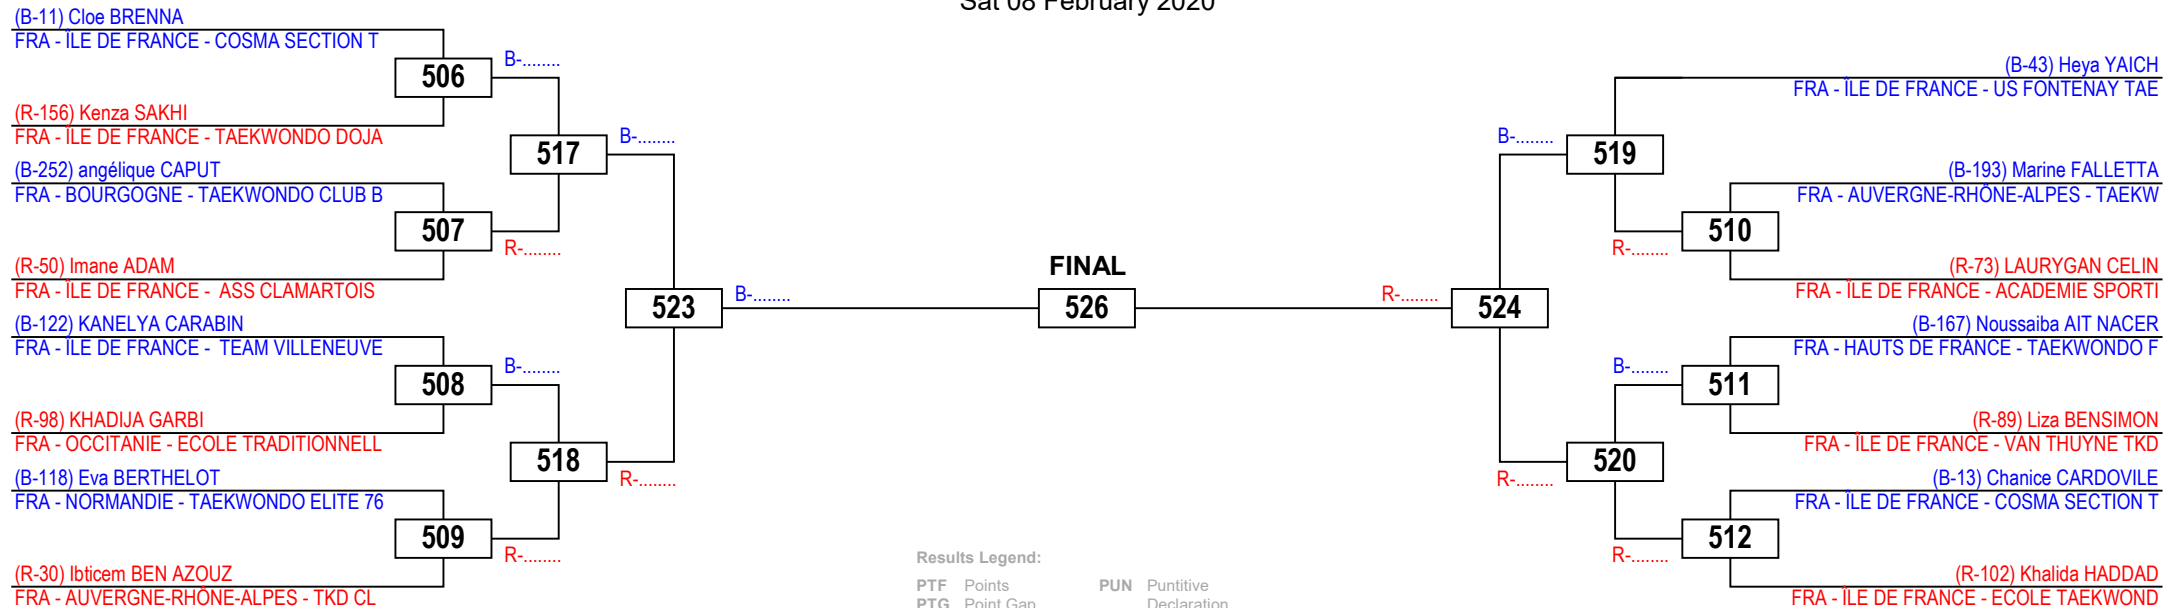 Sat 08 February 2020
(B-11) Cloe BRENNA
FRA - ÎLE DE FRANCE - COSMA SECTION T
506
B-........
(R-156) Kenza SAKHI
FRA - ÎLE DE FRANCE - TAEKWONDO DOJA
517
B-........
(B-252) angélique CAPUT
FRA - BOURGOGNE - TAEKWONDO CLUB B
507
R-........
(R-50) Imane ADAM
FRA - ÎLE DE FRANCE -  ASS CLAMARTOIS
523
B-........
(B-122) KANELYA CARABIN
FRA - ÎLE DE FRANCE -  TEAM VILLENEUVE
508
B-........
(R-98) KHADIJA GARBI
FRA - OCCITANIE - ECOLE TRADITIONNELL
518
R-........
(B-118) Eva BERTHELOT
FRA - NORMANDIE - TAEKWONDO ELITE 76
509
R-........
(R-30) Ibticem BEN AZOUZ
FRA - AUVERGNE-RHÔNE-ALPES - TKD CL
FINAL
526
(B-43) Heya YAICH
FRA - ÎLE DE FRANCE - US FONTENAY TAE
B-........
519
(B-193) Marine FALLETTA
FRA - AUVERGNE-RHÔNE-ALPES - TAEKW
R-........
510
(R-73) LAURYGAN CELIN
FRA - ÎLE DE FRANCE - ACADEMIE SPORTI
R-........
524
(B-167) Noussaiba AIT NACER
FRA - HAUTS DE FRANCE - TAEKWONDO F
B-........
511
(R-89) Liza BENSIMON
FRA - ÎLE DE FRANCE - VAN THUYNE TKD
R-........
520
(B-13) Chanice CARDOVILE
FRA - ÎLE DE FRANCE - COSMA SECTION T
R-........
512
(R-102) Khalida HADDAD
FRA - ÎLE DE FRANCE - ECOLE TAEKWOND
Results Legend:
PTF Points PUN Puntitive
PTG Point Gap Declaration